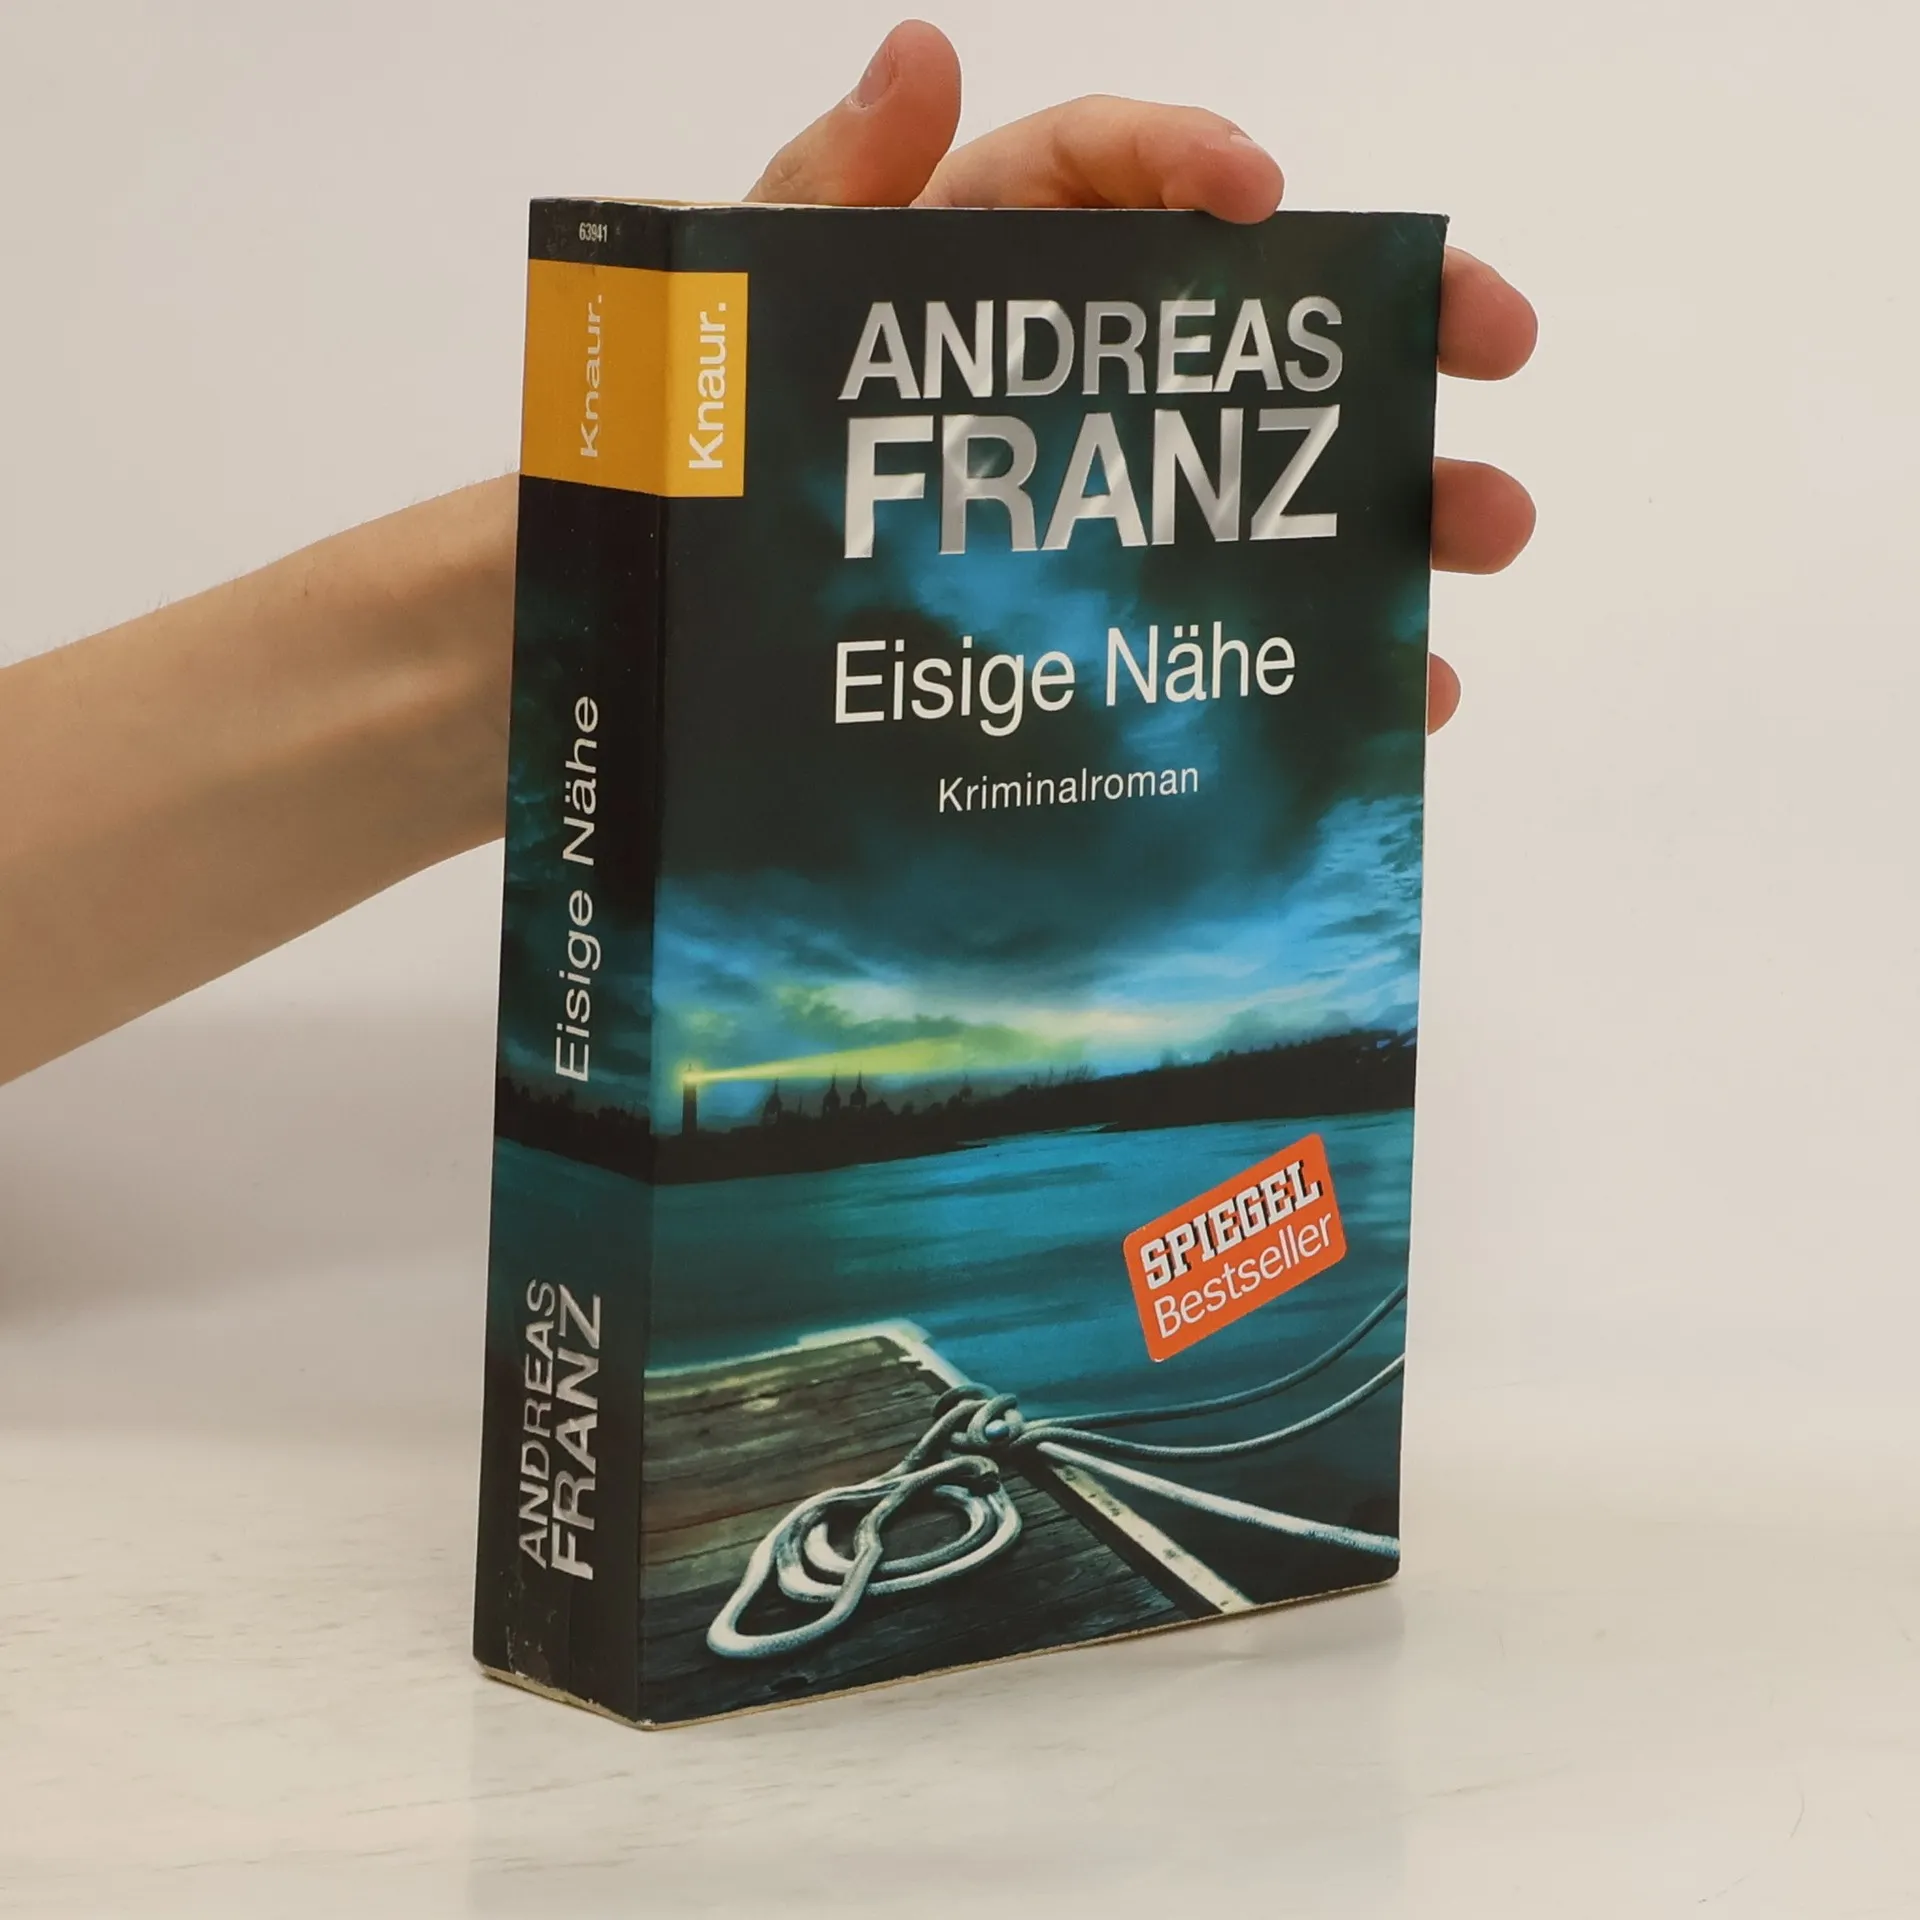 63941
Knaur.
Eisige Nähe
ANDREAS
FRANZ
Knaur.
ANDREAS
FRANZ
Eisige Nähe
Kriminalroman
SPIEGEL
Bestseller